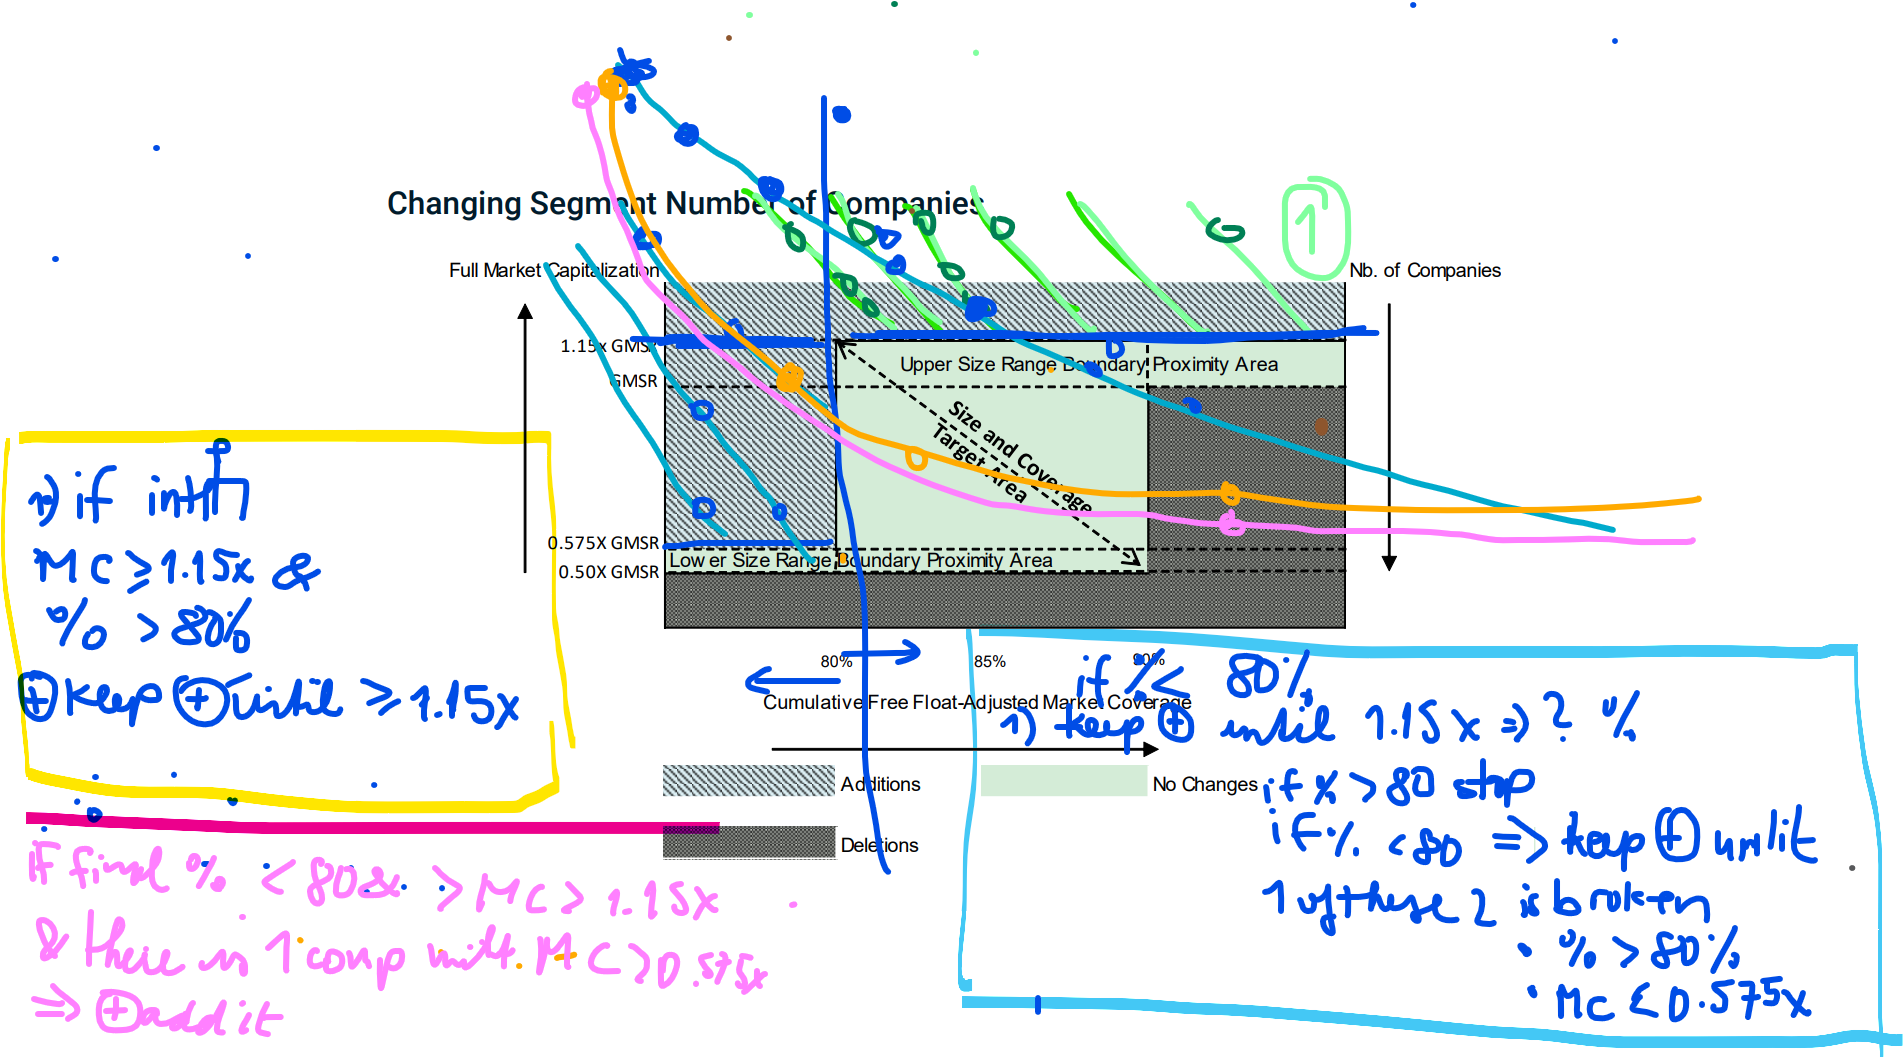 Changing Segment Number of Companies
1
Full Market Capitalization
Nb. of Companies
1.15x GMSR
Upper Size Range Boundary Proximity Area
GMSR
Size and Coverage
Target Area
0.575X GMSR
Lower Size Range Boundary Proximity Area
0.50X GMSR
80%
85%
90%
Cumulative Free Float-Adjusted Market Coverage
Additions
No Changes
Deletions
1) if
MC ≥ 1.15x &
% > 80%
⊕ keep ⊕ until ≥ 1.15x
if final % < 80 & > MC > 1.15x
& there is 1 comp with MC > 0.575x
⇒ ⊕ add it
if % < 80%
1) keep ⊕ until 1.15x ⇒ ? %
if % > 80 stop
if % < 80 ⇒ keep ⊕ until
1 of these 2 is broken
• % > 80%
• MC ≤ 0.575x